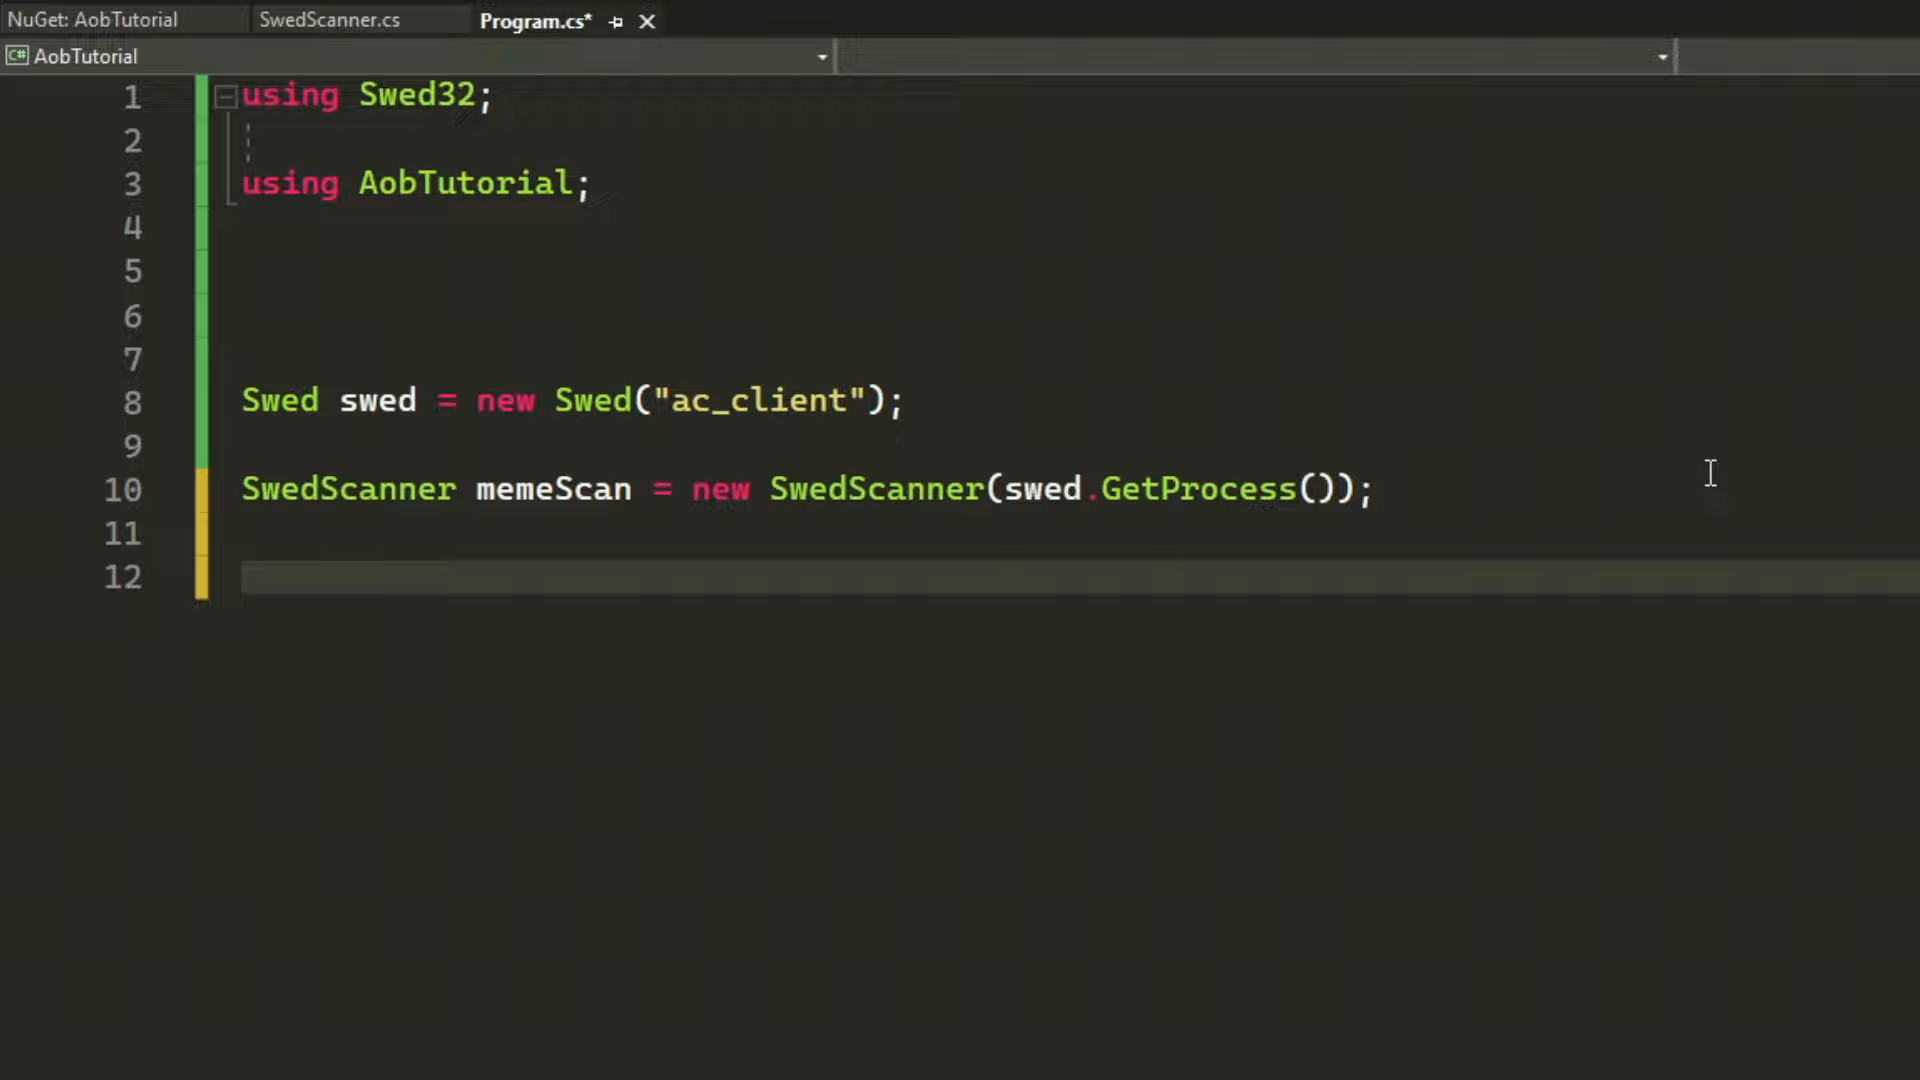 NuGet: AobTutorial SwedScanner.cs Program.cs*
C# AobTutorial
1 using Swed32;
2
3 using AobTutorial;
4
5
6
7
8 Swed swed = new Swed("ac_client");
9
10 SwedScanner memeScan = new SwedScanner(swed.GetProcess());
11
12